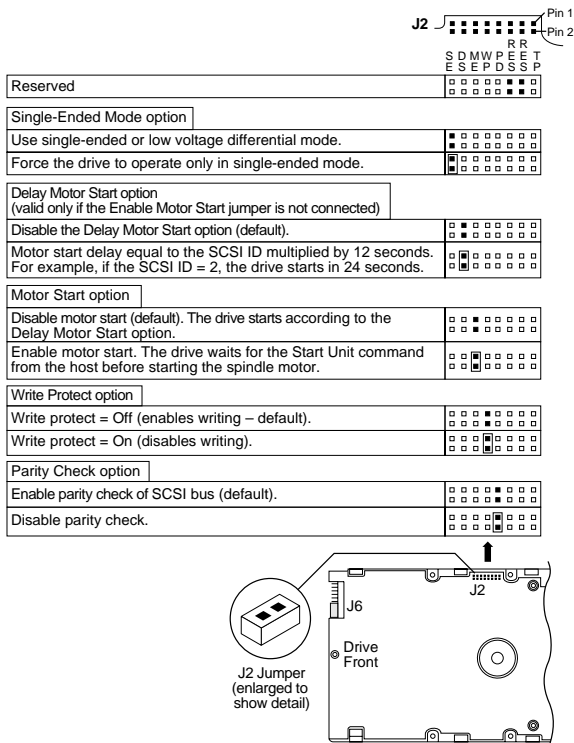 J2
Pin 1
Pin 2
R R
S D M W P E E T
E S E P D S S P
Reserved
Single-Ended Mode option
Use single-ended or low voltage differential mode.
Force the drive to operate only in single-ended mode.
Delay Motor Start option
(valid only if the Enable Motor Start jumper is not connected)
Disable the Delay Motor Start option (default).
Motor start delay equal to the SCSI ID multiplied by 12 seconds.
For example, if the SCSI ID = 2, the drive starts in 24 seconds.
Motor Start option
Disable motor start (default). The drive starts according to the
Delay Motor Start option.
Enable motor start. The drive waits for the Start Unit command
from the host before starting the spindle motor.
Write Protect option
Write protect = Off (enables writing – default).
Write protect = On (disables writing).
Parity Check option
Enable parity check of SCSI bus (default).
Disable parity check.
J2
J6
Drive
Front
J2 Jumper
(enlarged to
show detail)